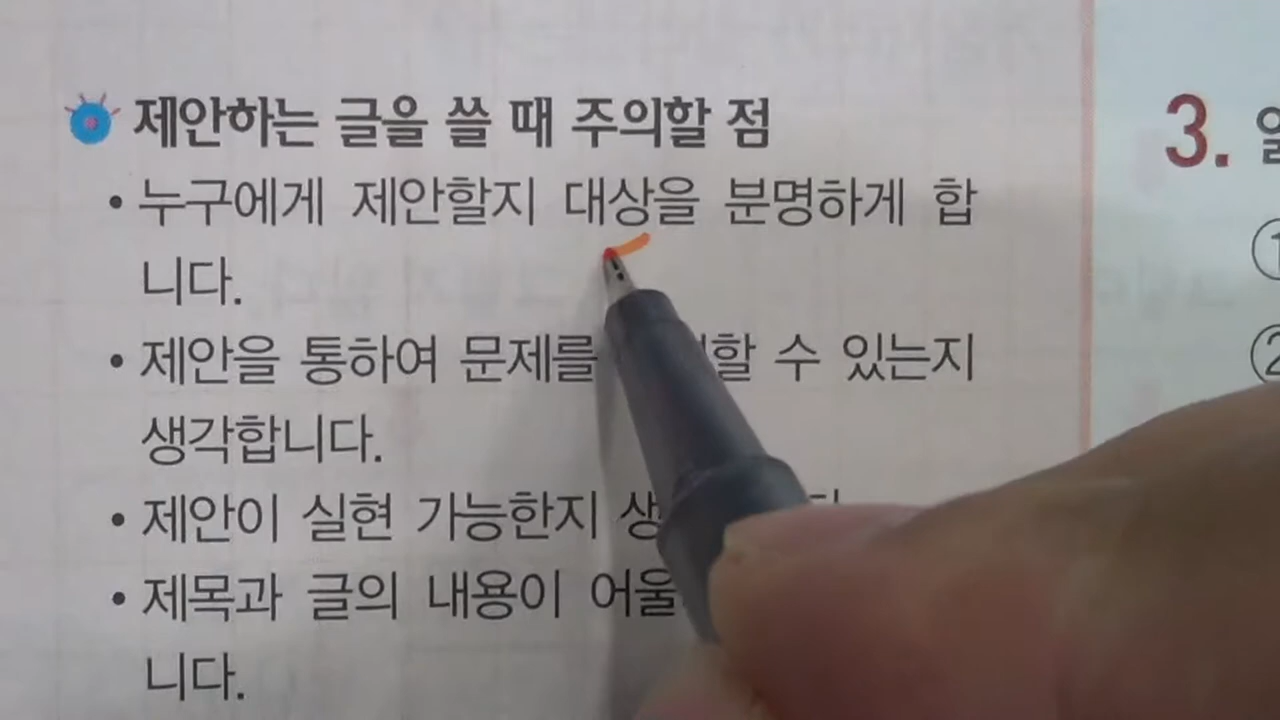 제안하는 글을 쓸 때 주의할 점
• 누구에게 제안할지 대상을 분명하게 합
니다.
• 제안을 통하여 문제를 할 수 있는지
생각합니다.
• 제안이 실현 가능한지
• 제목과 글의 내용이
니다.
3.
①
②